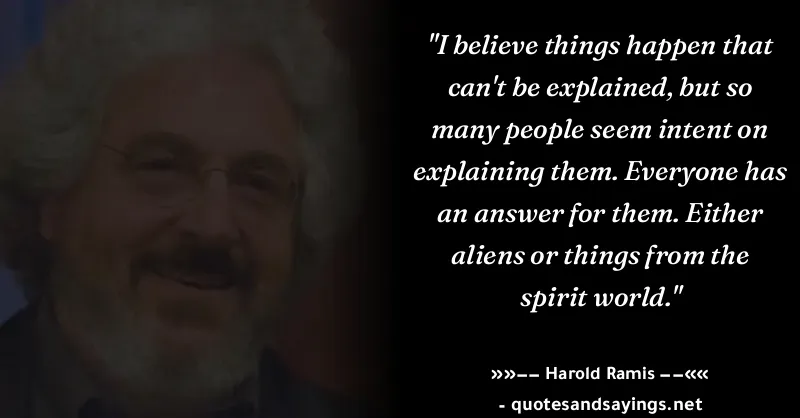 "I believe things happen that
can't be explained, but so
many people seem intent on
explaining them. Everyone has
an answer for them. Either
aliens or things from the
spirit world."
»»–– Harold Ramis ––««
- quotesandsayings.net